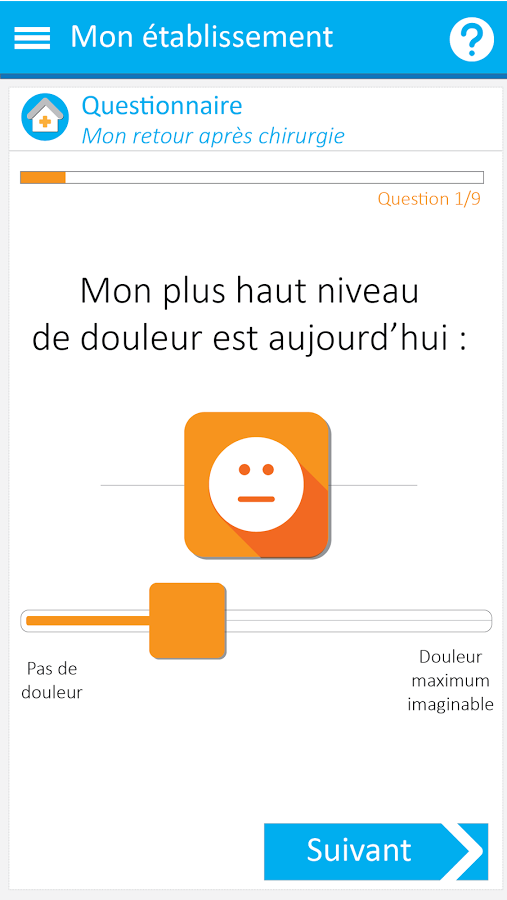 Mon établissement
?
Questionnaire
Mon retour après chirurgie
Question 1/9
Mon plus haut niveau
de douleur est aujourd’hui :
Pas de
douleur
Douleur
maximum
imaginable
Suivant